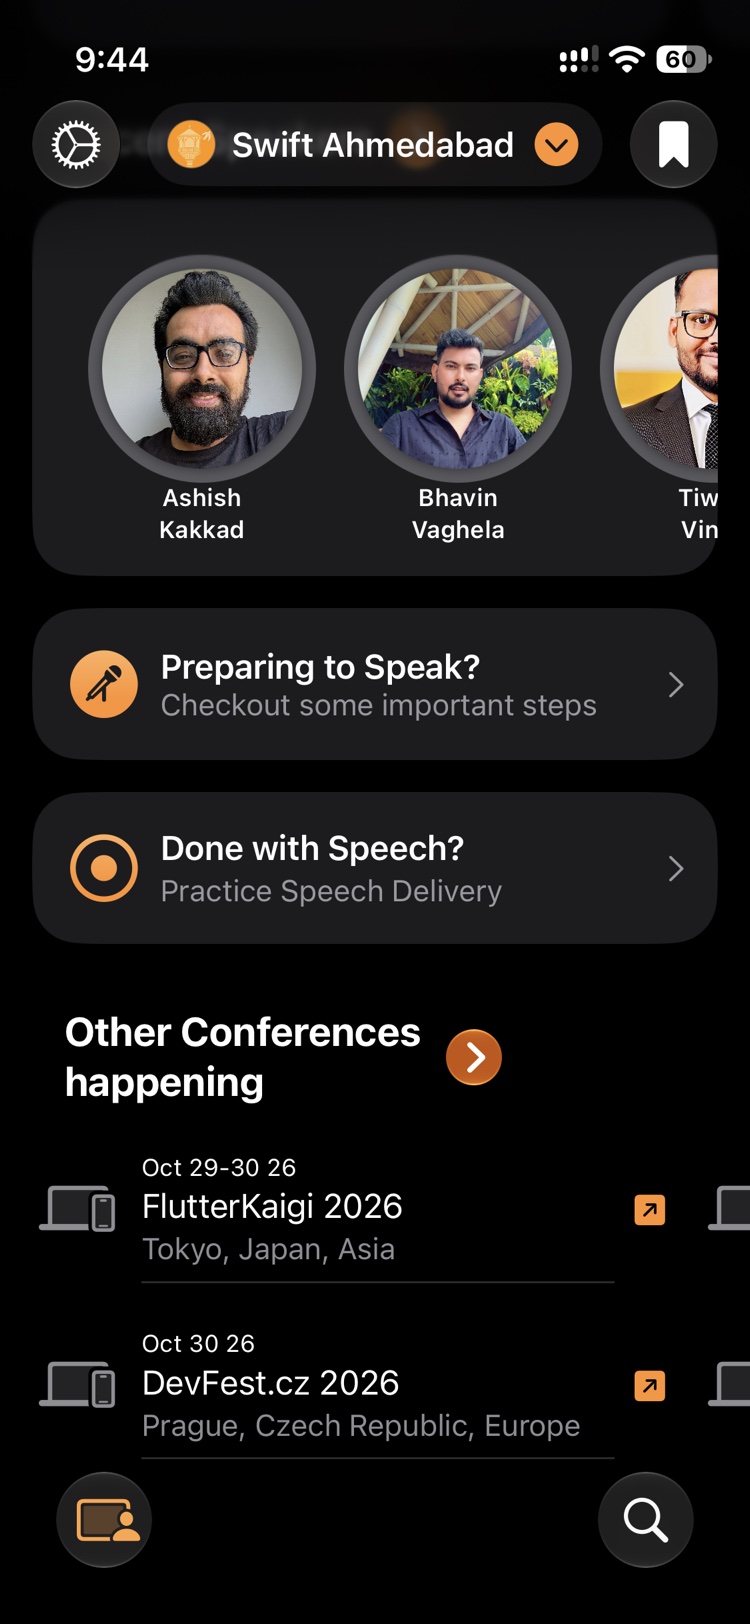 9:44
60
Swift Ahmedabad
Ashish
Kakkad
Bhavin
Vaghela
Tiw
Vin
Preparing to Speak?
Checkout some important steps
Done with Speech?
Practice Speech Delivery
Other Conferences
happening
Oct 29-30 26
FlutterKaigi 2026
Tokyo, Japan, Asia
Oct 30 26
DevFest.cz 2026
Prague, Czech Republic, Europe